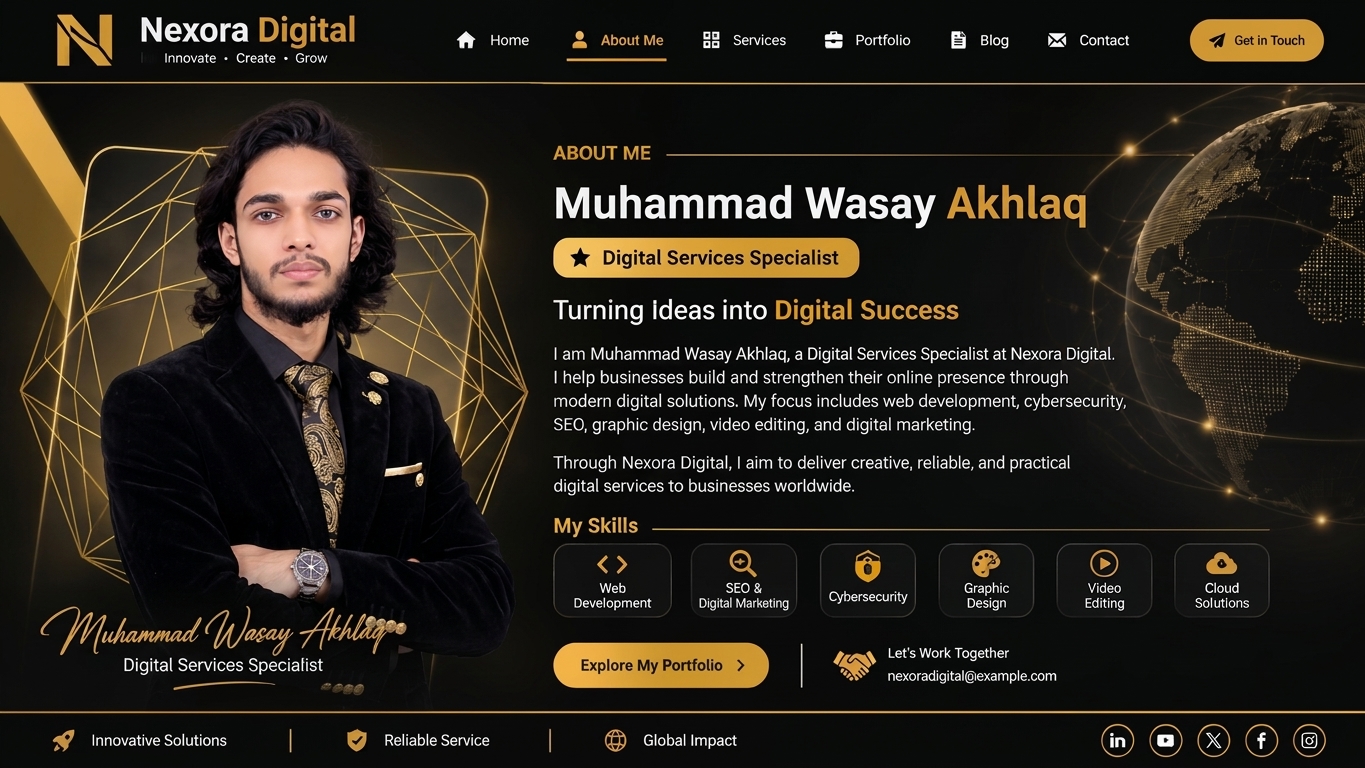 Nexora Digital
Innovate • Create • Grow
Home
About Me
Services
Portfolio
Blog
Contact
Get in Touch
ABOUT ME
Muhammad Wasay Akhlaq
Digital Services Specialist
Turning Ideas into Digital Success
I am Muhammad Wasay Akhlaq, a Digital Services Specialist at Nexora Digital.
I help businesses build and strengthen their online presence through
modern digital solutions. My focus includes web development, cybersecurity,
SEO, graphic design, video editing, and digital marketing.
Through Nexora Digital, I aim to deliver creative, reliable, and practical
digital services to businesses worldwide.
My Skills
Web
Development
SEO &
Digital Marketing
Cybersecurity
Graphic
Design
Video
Editing
Cloud
Solutions
Muhammad Wasay Akhlaq
Digital Services Specialist
Explore My Portfolio
Let's Work Together
nexoradigital@example.com
Innovative Solutions
Reliable Service
Global Impact